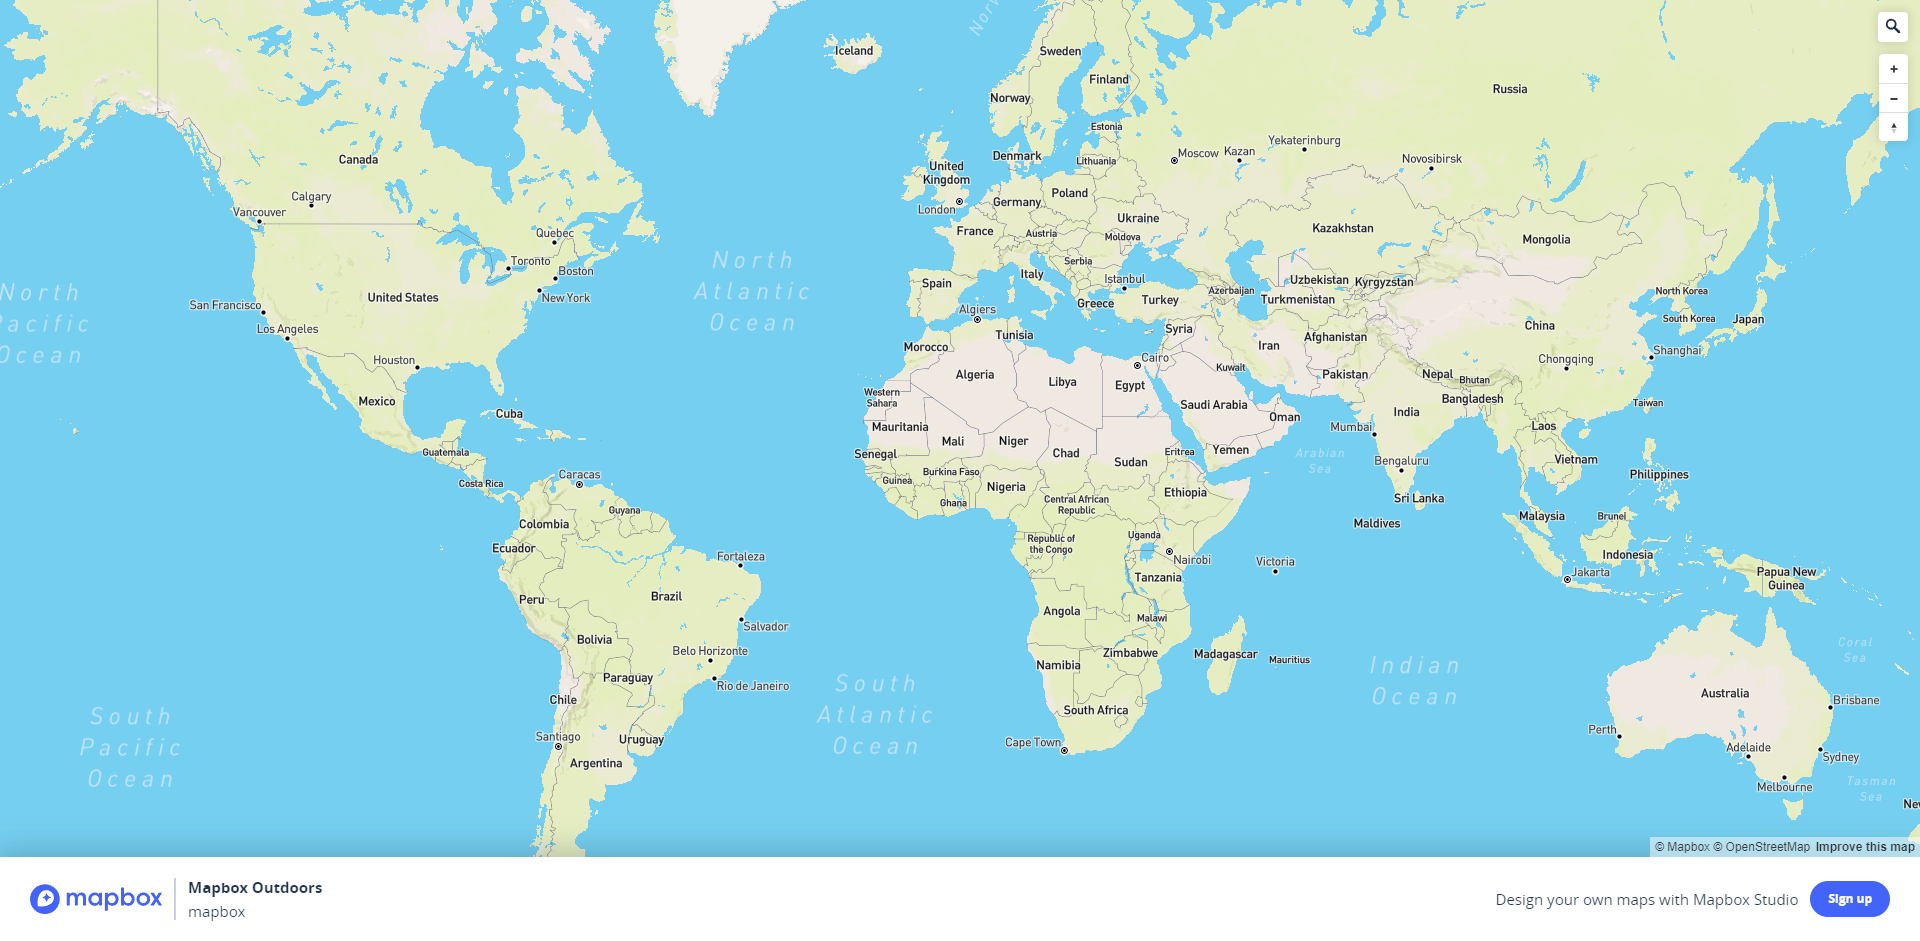 Iceland
Norw
Sweden
Finland
Russia
Norway
Estonia
Yekaterinburg
Moscow
Kazan
Novosibirsk
Canada
Denmark
Lithuania
United
Kingdom
Poland
Calgary
Vancouver
London
Germany
Ukraine
Kazakhstan
Quebec
France
Austria
Moldova
Mongolia
Toronto
Boston
North
Atlantic
Ocean
Serbia
Italy
Istanbul
Spain
Uzbekistan
Kyrgyzstan
North
Pacific
Ocean
San Francisco
United States
New York
Algiers
Greece
Turkey
Azerbaijan
Turkmenistan
North Korea
South Korea
Japan
China
Los Angeles
Tunisia
Syria
Afghanistan
Morocco
Iran
Shanghai
Houston
Cairo
Chongqing
Kuwait
Algeria
Libya
Egypt
Pakistan
Nepal
Bhutan
Western
Sahara
Mexico
Saudi Arabia
Bangladesh
Taiwan
Cuba
Oman
India
Mauritania
Mumbai
Laos
Mali
Niger
Chad
Guatemala
Senegal
Sudan
Eritrea
Yemen
Arabian
Sea
Bengaluru
Vietnam
Philippines
Caracas
Costa Rica
Burkina Faso
Guinea
Nigeria
Ethiopia
Ghana
Central African
Republic
Sri Lanka
Guyana
Colombia
Maldives
Malaysia
Brunei
Ecuador
Republic of
the Congo
Uganda
Nairobi
Indonesia
Fortaleza
Victoria
Jakarta
Tanzania
Papua New
Guinea
Peru
Brazil
Angola
Malawi
Salvador
Bolivia
Belo Horizonte
Zimbabwe
Madagascar
Mauritius
Coral
Sea
Namibia
Indian
Ocean
Paraguay
Rio de Janeiro
South
Atlantic
Ocean
Chile
South Africa
Australia
Brisbane
South
Pacific
Ocean
Santiago
Uruguay
Cape Town
Perth
Adelaide
Sydney
Argentina
Melbourne
Tasman
Sea
New
© Mapbox © OpenStreetMap Improve this map
mapbox
Mapbox Outdoors
mapbox
Design your own maps with Mapbox Studio
Sign up